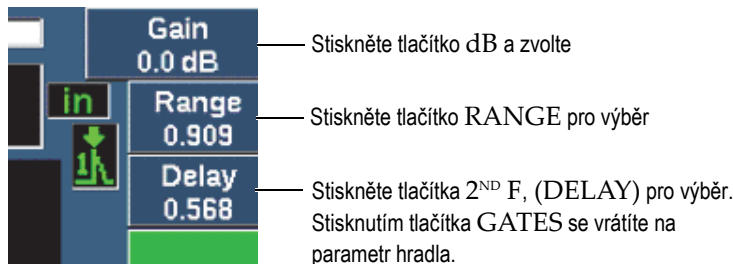 Gain
0.0 dB
Stiskněte tlačítko dB a zvolte
in
Range
0.909
Stiskněte tlačítko RANGE pro výběr
1
Delay
0.568
Stiskněte tlačítka 2ND F, (DELAY) pro výběr.
Stisknutím tlačítka GATES se vrátíte na
parametr hradla.